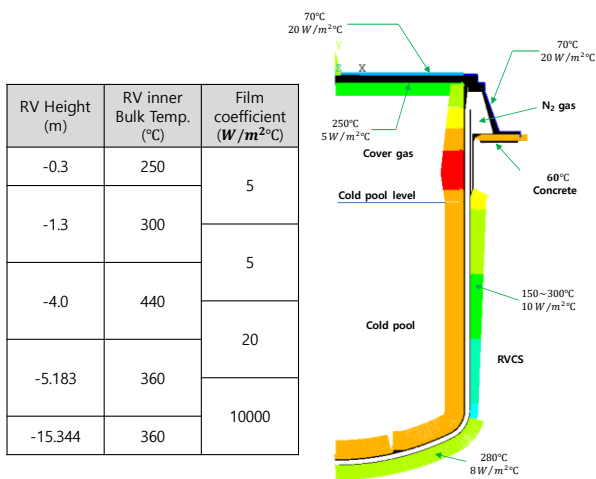 RV Height
(m)
RV inner
Bulk Temp.
(℃)
Film
coefficient
(W/m²℃)
-0.3
250
5
-1.3
300
5
-4.0
440
20
-5.183
360
10000
-15.344
360
70℃
20 W/m²℃
70℃
20 W/m²℃
Y
Z
X
N₂ gas
250℃
5 W/m²℃
Cover gas
60℃
Concrete
Cold pool level
150~300℃
10 W/m²℃
Cold pool
RVCS
280℃
8 W/m²℃